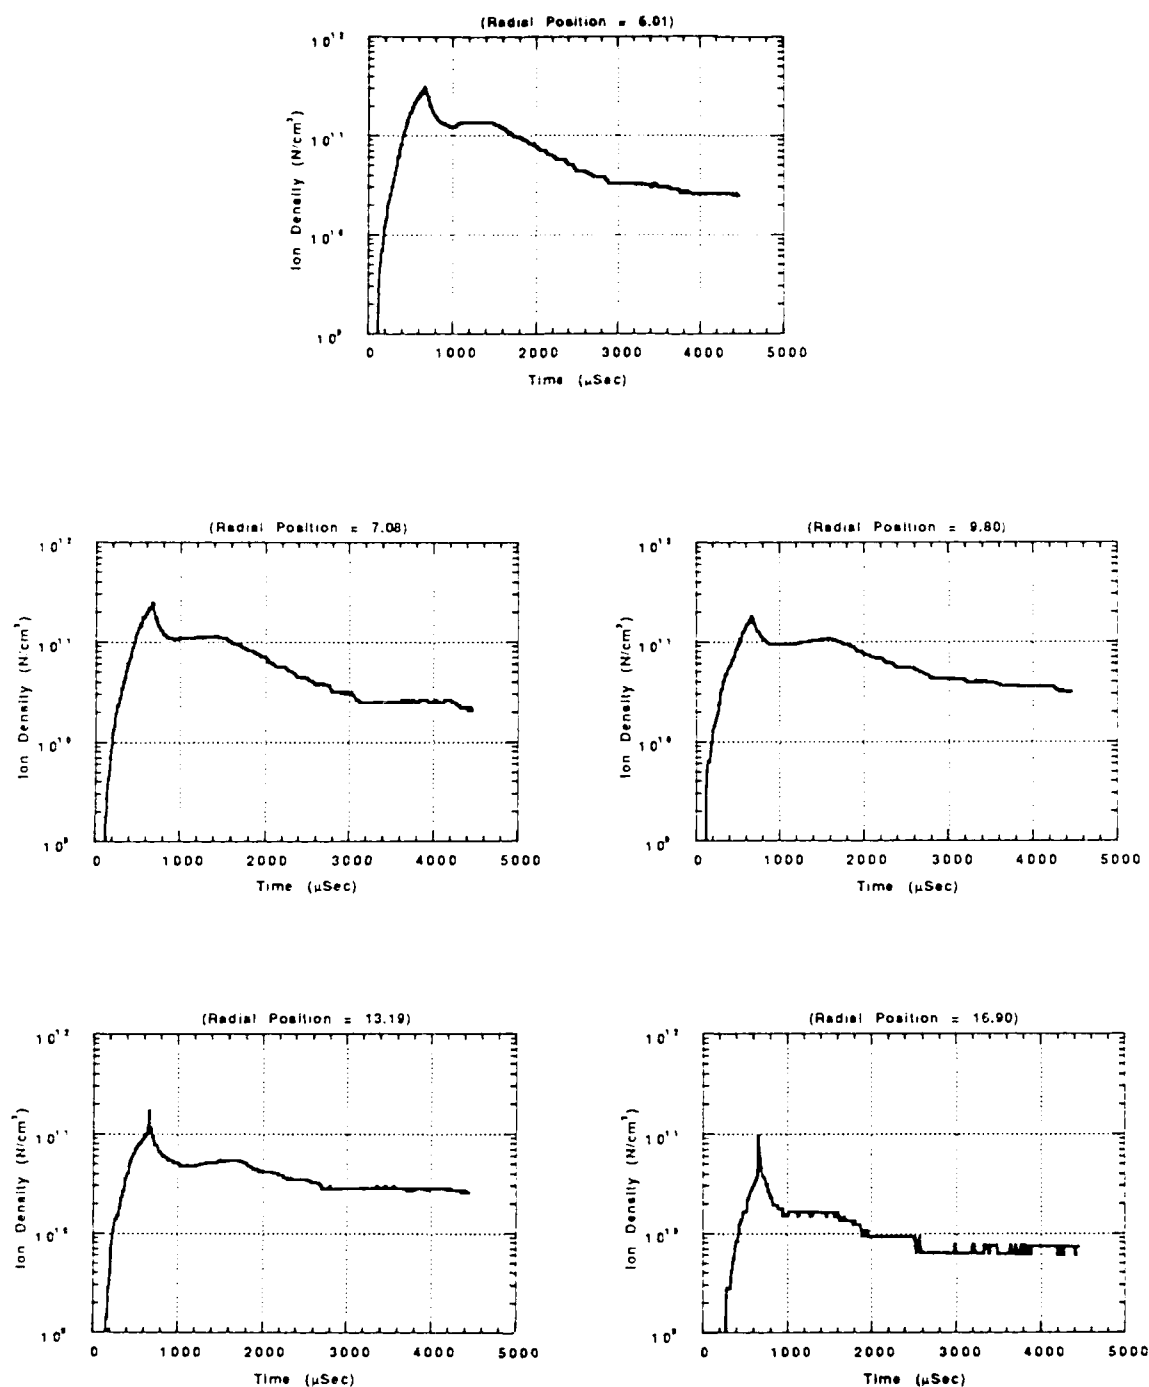 (Radial Position = 6.01)
10¹²
10¹¹
10¹⁰
10⁹
Ion Density (N/cm³)
0 1000 2000 3000 4000 5000
Time (μSec)
(Radial Position = 7.08)
10¹²
10¹¹
10¹⁰
10⁹
Ion Density (N/cm³)
0 1000 2000 3000 4000 5000
Time (μSec)
(Radial Position = 9.80)
10¹²
10¹¹
10¹⁰
10⁹
Ion Density (N/cm³)
0 1000 2000 3000 4000 5000
Time (μSec)
(Radial Position = 13.19)
10¹²
10¹¹
10¹⁰
10⁹
Ion Density (N/cm³)
0 1000 2000 3000 4000 5000
Time (μSec)
(Radial Position = 16.90)
10¹²
10¹¹
10¹⁰
10⁹
Ion Density (N/cm³)
0 1000 2000 3000 4000 5000
Time (μSec)